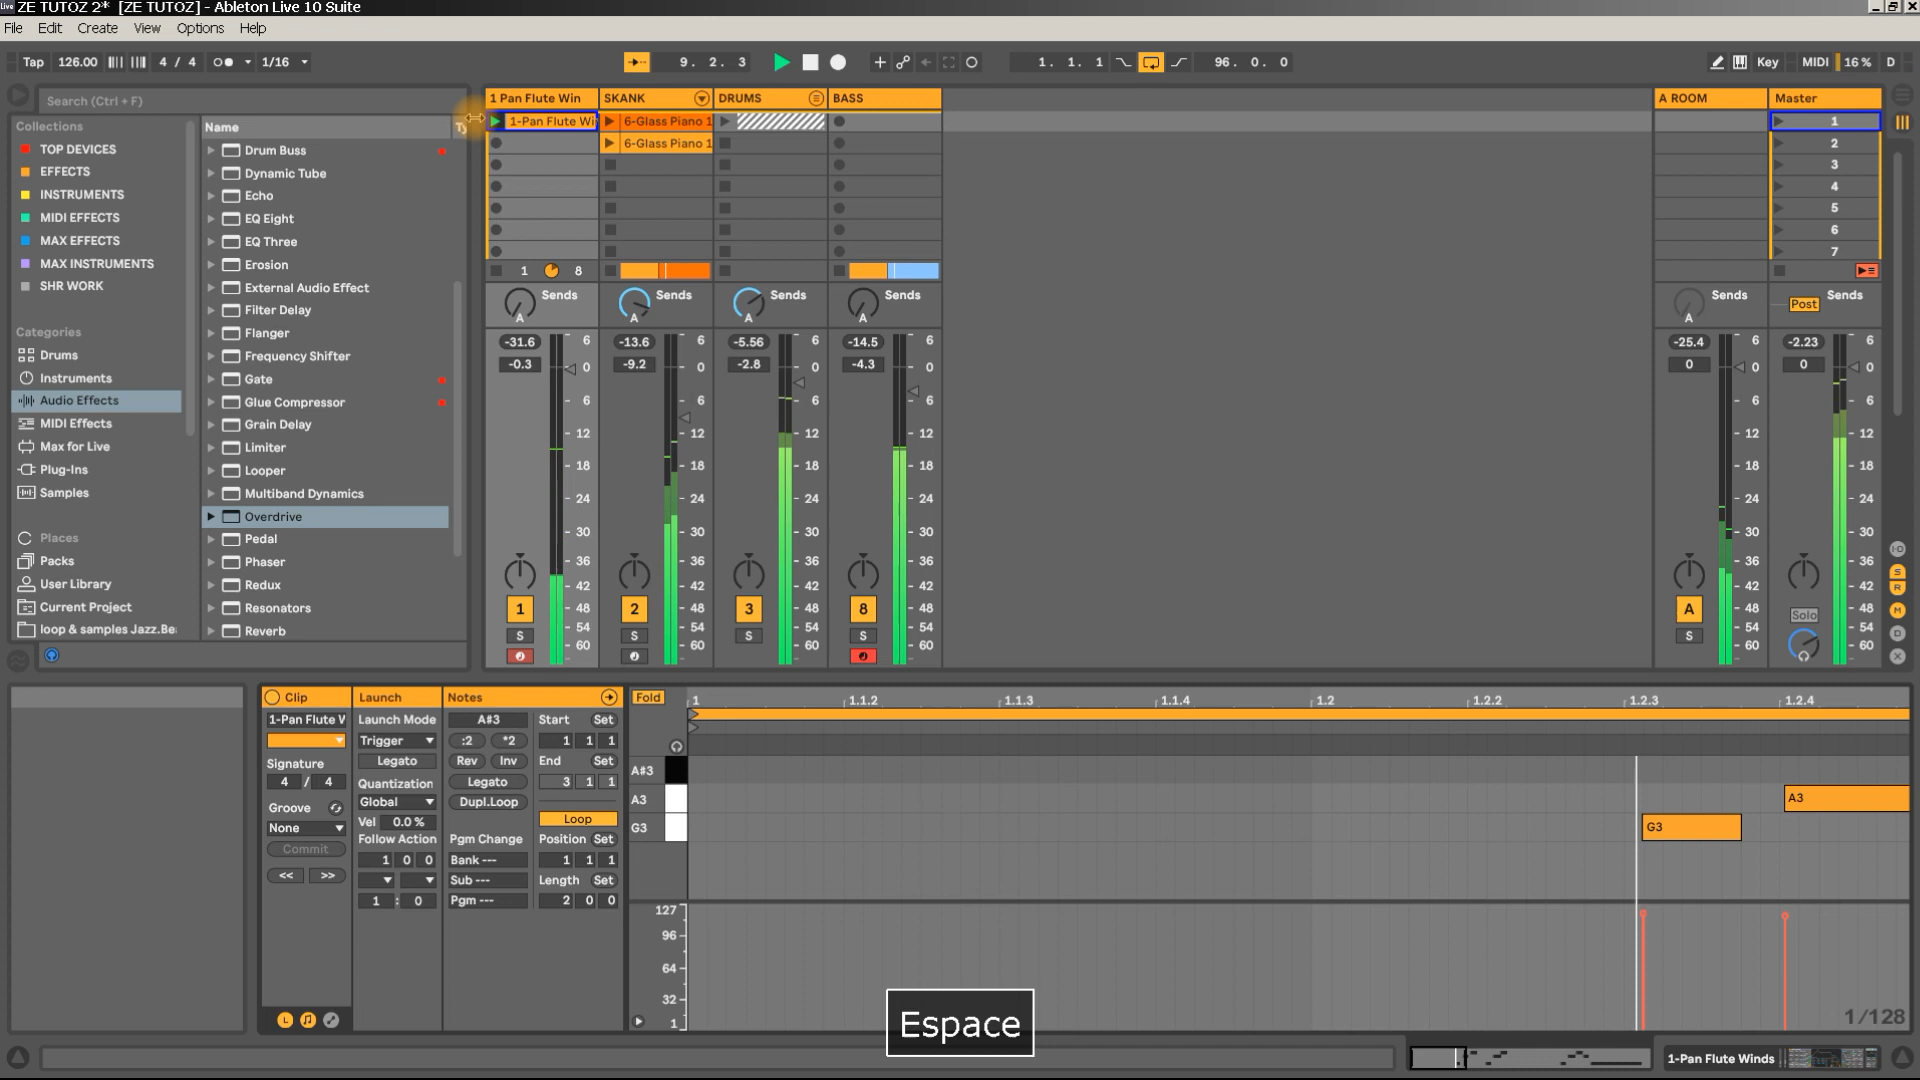 Live ZE TUTOZ 2* [ZE TUTOZ] - Ableton Live 10 Suite
File Edit Create View Options Help
Tap 126.00 4 / 4 1/16 9. 2. 3 1. 1. 1 96. 0. 0 Key MIDI 16 % D
Search (Ctrl + F)
Collections
TOP DEVICES
EFFECTS
INSTRUMENTS
MIDI EFFECTS
MAX EFFECTS
MAX INSTRUMENTS
SHR WORK
Categories
Drums
Instruments
Audio Effects
MIDI Effects
Max for Live
Plug-Ins
Samples
Places
Packs
User Library
Current Project
loop & samples Jazz.Be
Name
Drum Buss
Dynamic Tube
Echo
EQ Eight
EQ Three
Erosion
External Audio Effect
Filter Delay
Flanger
Frequency Shifter
Gate
Glue Compressor
Grain Delay
Limiter
Looper
Multiband Dynamics
Overdrive
Pedal
Phaser
Redux
Resonators
Reverb
1 Pan Flute Win SKANK DRUMS BASS A ROOM Master
1-Pan Flute Wi 6-Glass Piano 1 1
6-Glass Piano 1 2
3
4
5
6
7
1 8
Sends Sends Sends Sends Sends Sends
A A A A A Post
-31.6 6 -13.6 6 -5.56 6 -14.5 6 -25.4 6 -2.23 6
-0.3 0 -9.2 0 -2.8 0 -4.3 0 0 0 0 0
6 6 6 6 6 6
12 12 12 12 12 12
18 18 18 18 18 18
24 24 24 24 24 24
30 30 30 30 30 30
36 36 36 36 36 36
42 42 42 42 42 42
1 48 2 48 3 48 8 48 A 48 Solo 48
54 54 54 54 54 54
S 60 S 60 S 60 S 60 S 60 60
I·O
S
R
M
D
X
Clip Launch Notes Fold 1 1.1.2 1.1.3 1.1.4 1.2 1.2.2 1.2.3 1.2.4
1-Pan Flute W Launch Mode A#3 Start Set
Trigger :2 *2 1 1 1
Signature Legato Rev Inv End Set
4 / 4 Quantization Legato 3 1 1
Groove Global Dupl.Loop
None Vel 0.0 % Loop
Commit Follow Action Pgm Change Position Set
<< >> 1 0 0 Bank --- 1 1 1
Sub --- Length Set
1 : 0 Pgm --- 2 0 0
L
A#3
A3 A3
G3 G3
127
96
64
32
1
1/128
Espace
1-Pan Flute Winds